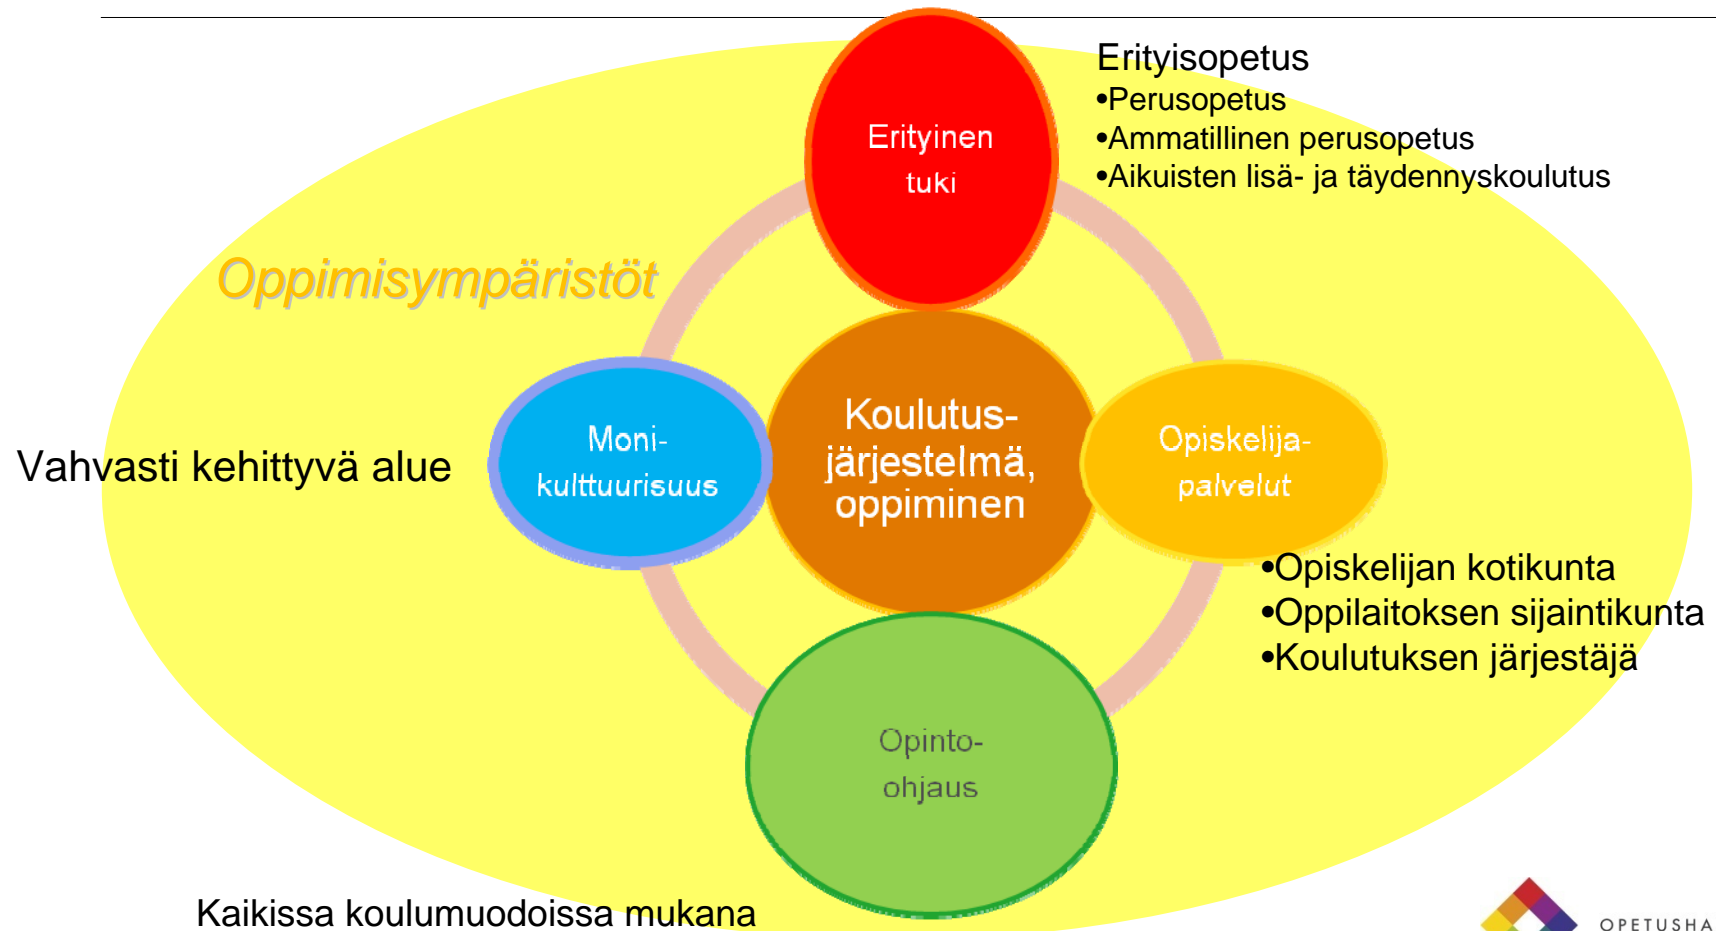 Erityisopetus
•Perusopetus
•Ammatillinen perusopetus
•Aikuisten lisä- ja täydennyskoulutus
Erityinen
tuki
Oppimisympäristöt
Vahvasti kehittyvä alue
Moni-
kulttuurisuus
Koulutus-
järjestelmä,
oppiminen
Opiskelija-
palvelut
•Opiskelijan kotikunta
•Oppilaitoksen sijaintikunta
•Koulutuksen järjestäjä
Opinto-
ohjaus
Kaikissa koulumuodoissa mukana
OPETUSHA